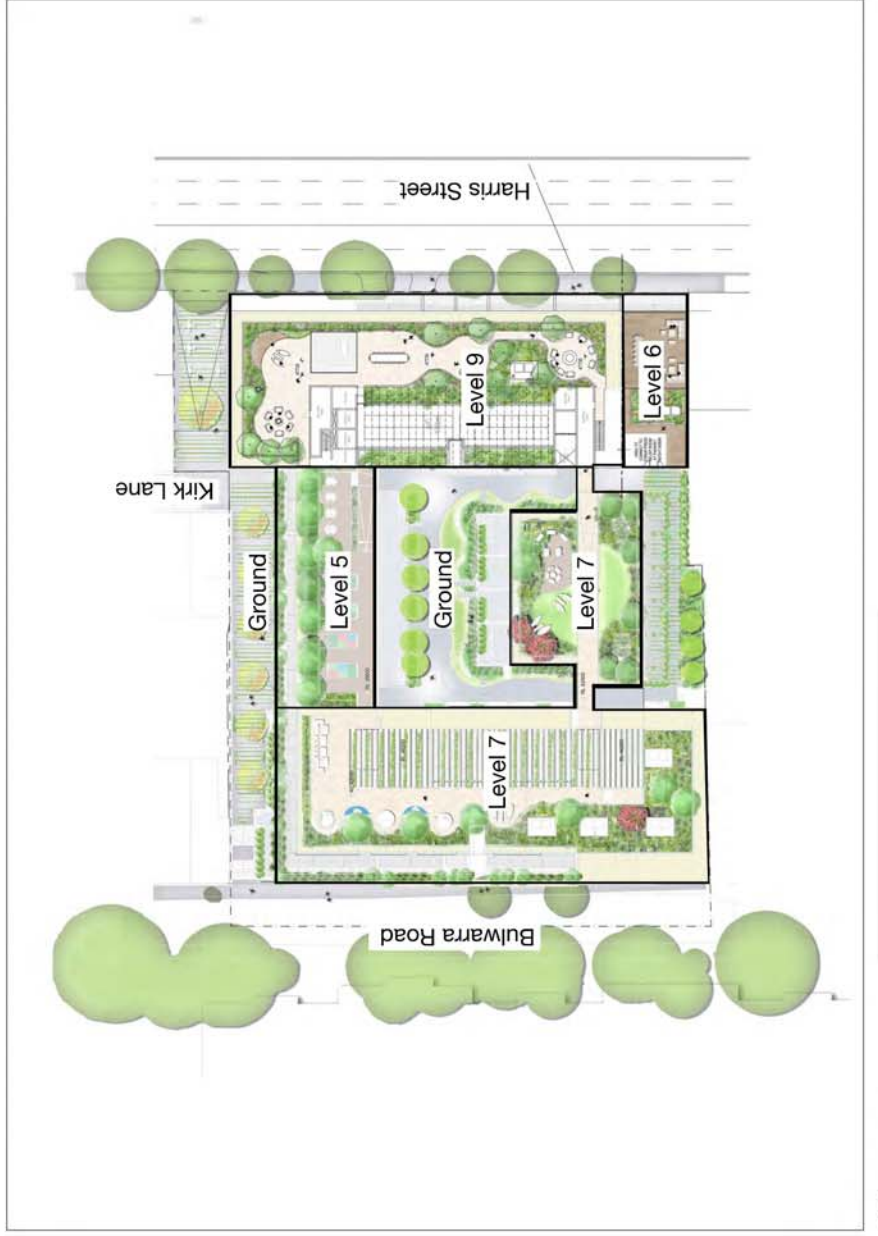 Harris Street
Level 9
Level 6
Kirk Lane
Ground
Level 5
Ground
Level 7
Level 7
Bulwarra Road